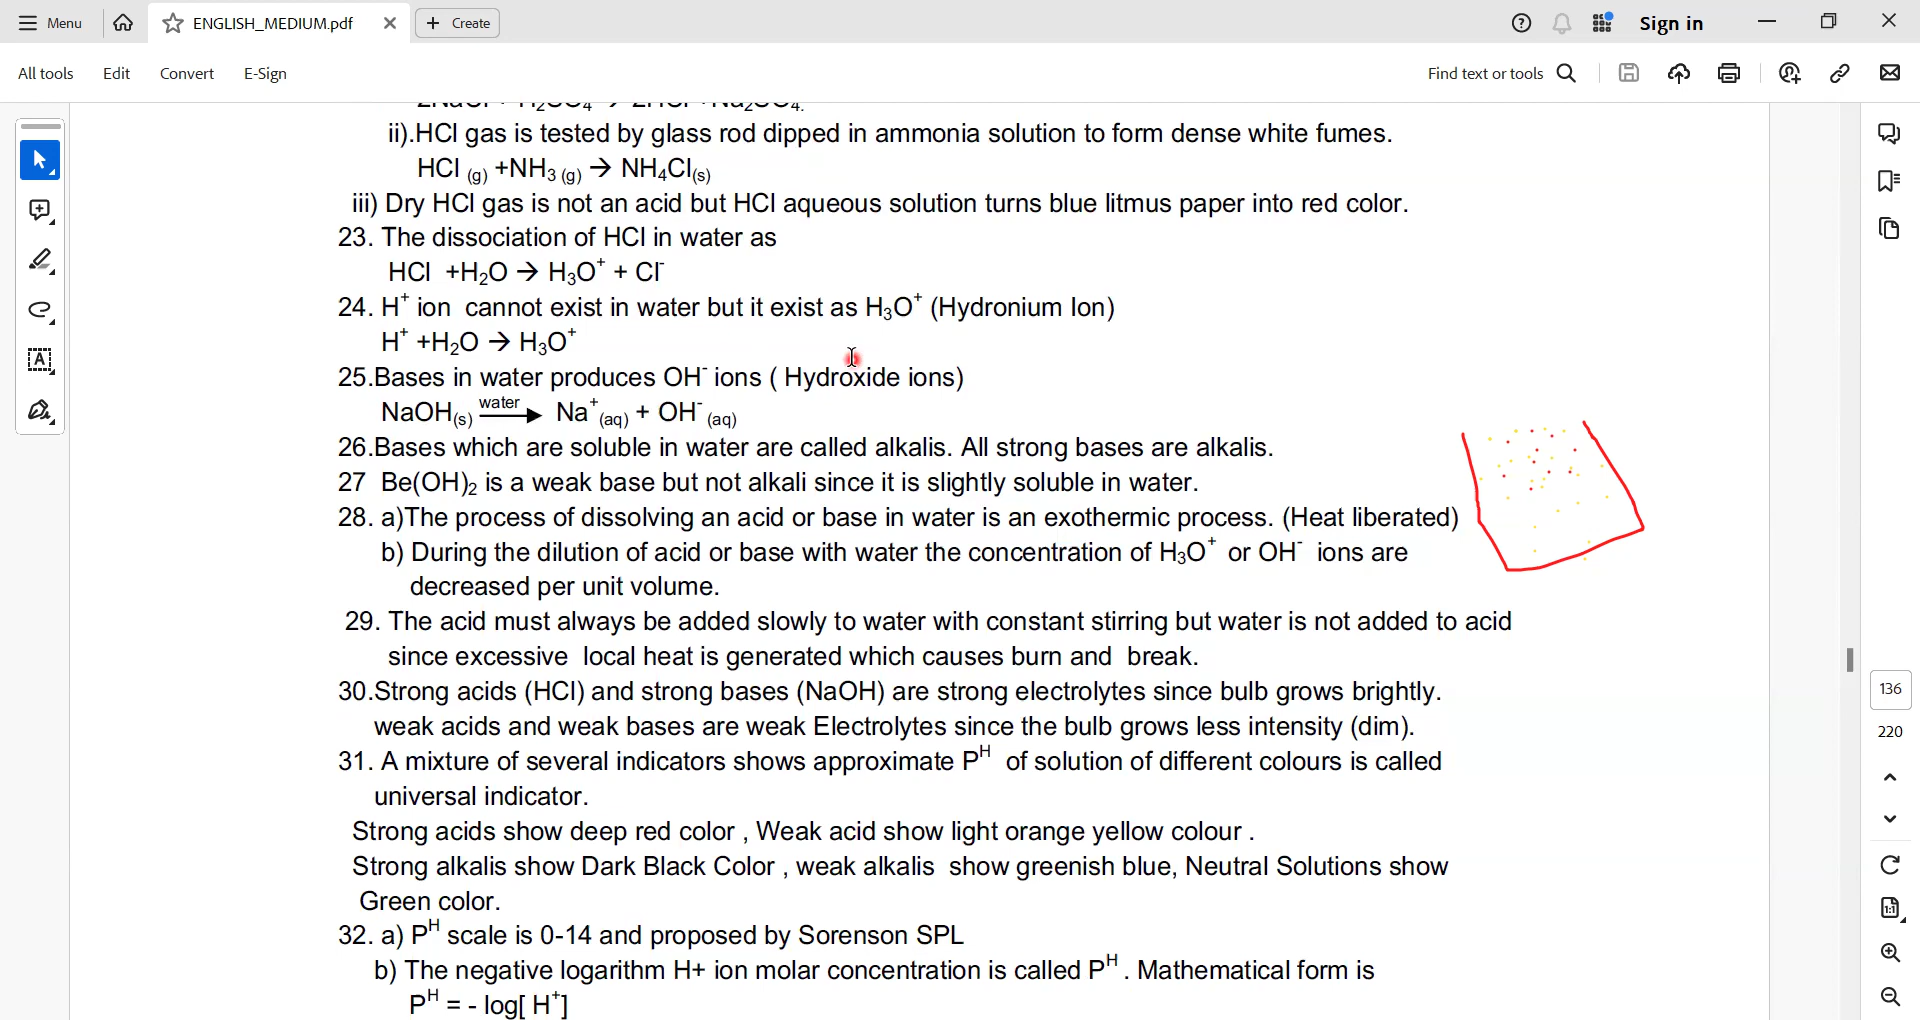 Menu
ENGLISH_MEDIUM.pdf
Create
Sign in
All tools
Edit
Convert
E-Sign
Find text or tools
2NaCl + H₂SO₄ → 2HCl +Na₂SO₄.
ii).HCl gas is tested by glass rod dipped in ammonia solution to form dense white fumes.
HCl (g) +NH₃ (g) → NH₄Cl(s)
iii) Dry HCl gas is not an acid but HCl aqueous solution turns blue litmus paper into red color.
23. The dissociation of HCl in water as
HCl +H₂O → H₃O⁺ + Cl⁻
24. H⁺ ion cannot exist in water but it exist as H₃O⁺ (Hydronium Ion)
H⁺ +H₂O → H₃O⁺
25.Bases in water produces OH⁻ ions ( Hydroxide ions)
NaOH(s) water → Na⁺(aq) + OH⁻(aq)
26.Bases which are soluble in water are called alkalis. All strong bases are alkalis.
27 Be(OH)₂ is a weak base but not alkali since it is slightly soluble in water.
28. a)The process of dissolving an acid or base in water is an exothermic process. (Heat liberated)
b) During the dilution of acid or base with water the concentration of H₃O⁺ or OH⁻ ions are
decreased per unit volume.
29. The acid must always be added slowly to water with constant stirring but water is not added to acid
since excessive local heat is generated which causes burn and break.
30.Strong acids (HCl) and strong bases (NaOH) are strong electrolytes since bulb grows brightly.
weak acids and weak bases are weak Electrolytes since the bulb grows less intensity (dim).
31. A mixture of several indicators shows approximate Pᴴ of solution of different colours is called
universal indicator.
Strong acids show deep red color , Weak acid show light orange yellow colour .
Strong alkalis show Dark Black Color , weak alkalis show greenish blue, Neutral Solutions show
Green color.
32. a) Pᴴ scale is 0-14 and proposed by Sorenson SPL
b) The negative logarithm H+ ion molar concentration is called Pᴴ . Mathematical form is
Pᴴ = - log[ H⁺]
136
220